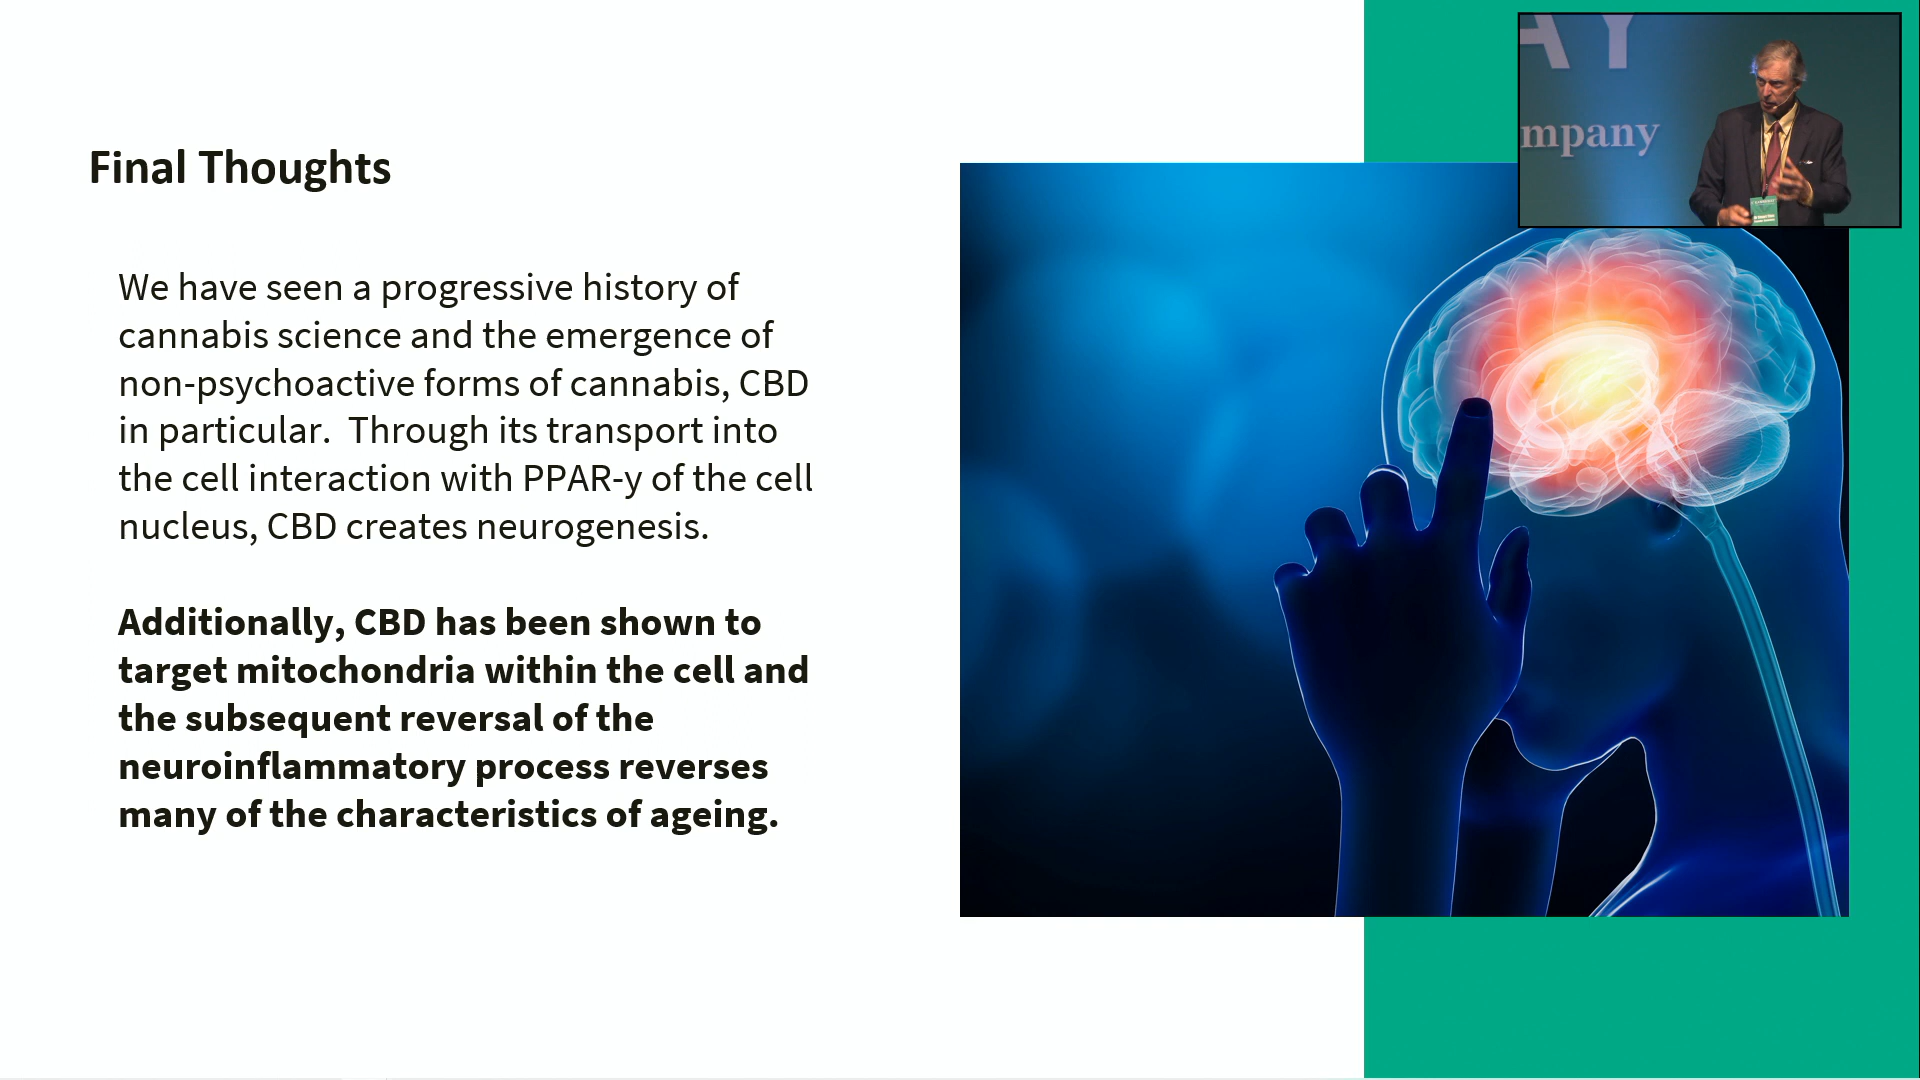 AY
mpany
Final Thoughts
We have seen a progressive history of
cannabis science and the emergence of
non-psychoactive forms of cannabis, CBD
in particular.  Through its transport into
the cell interaction with PPAR-y of the cell
nucleus, CBD creates neurogenesis.
Additionally, CBD has been shown to
target mitochondria within the cell and
the subsequent reversal of the
neuroinflammatory process reverses
many of the characteristics of ageing.